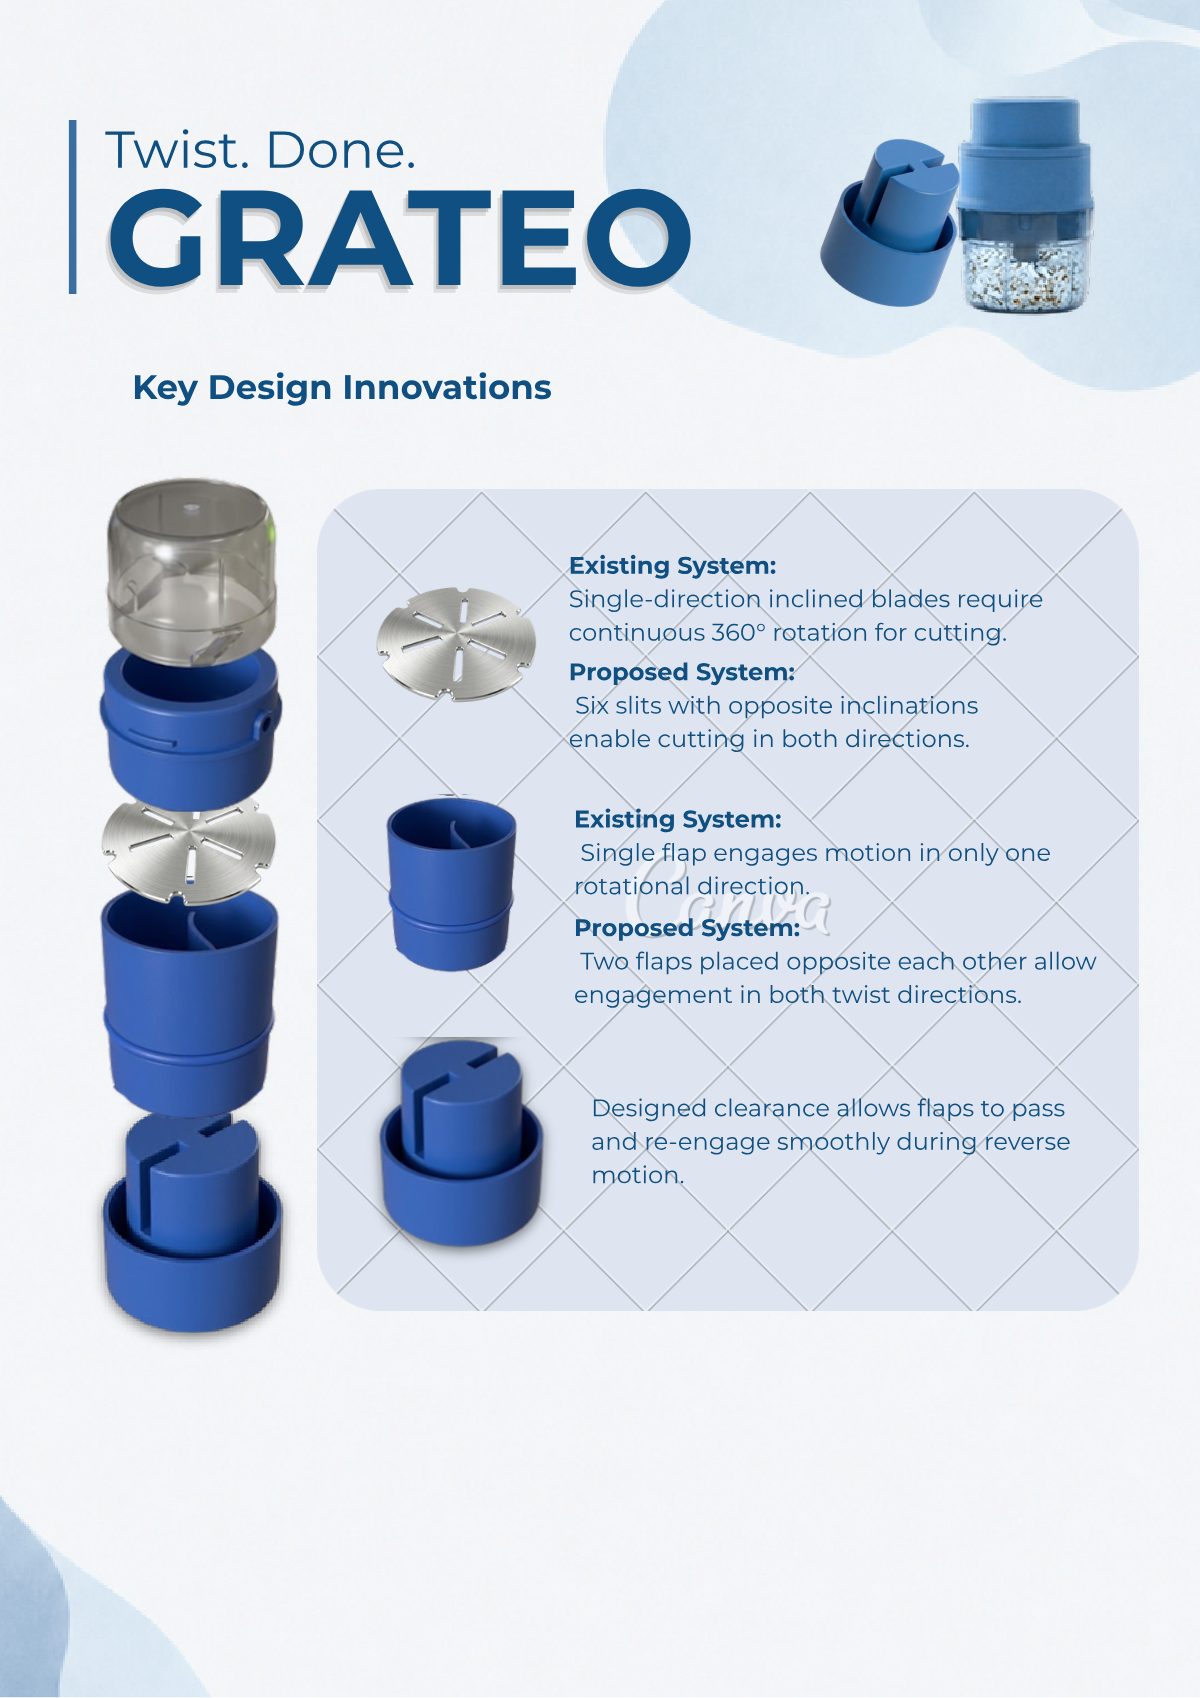 Twist. Done.
GRATEO
Key Design Innovations
Existing System:
Single-direction inclined blades require
continuous 360° rotation for cutting.
Proposed System:
Six slits with opposite inclinations
enable cutting in both directions.
Existing System:
Single flap engages motion in only one
rotational direction.
Canva
Proposed System:
Two flaps placed opposite each other allow
engagement in both twist directions.
Designed clearance allows flaps to pass
and re-engage smoothly during reverse
motion.